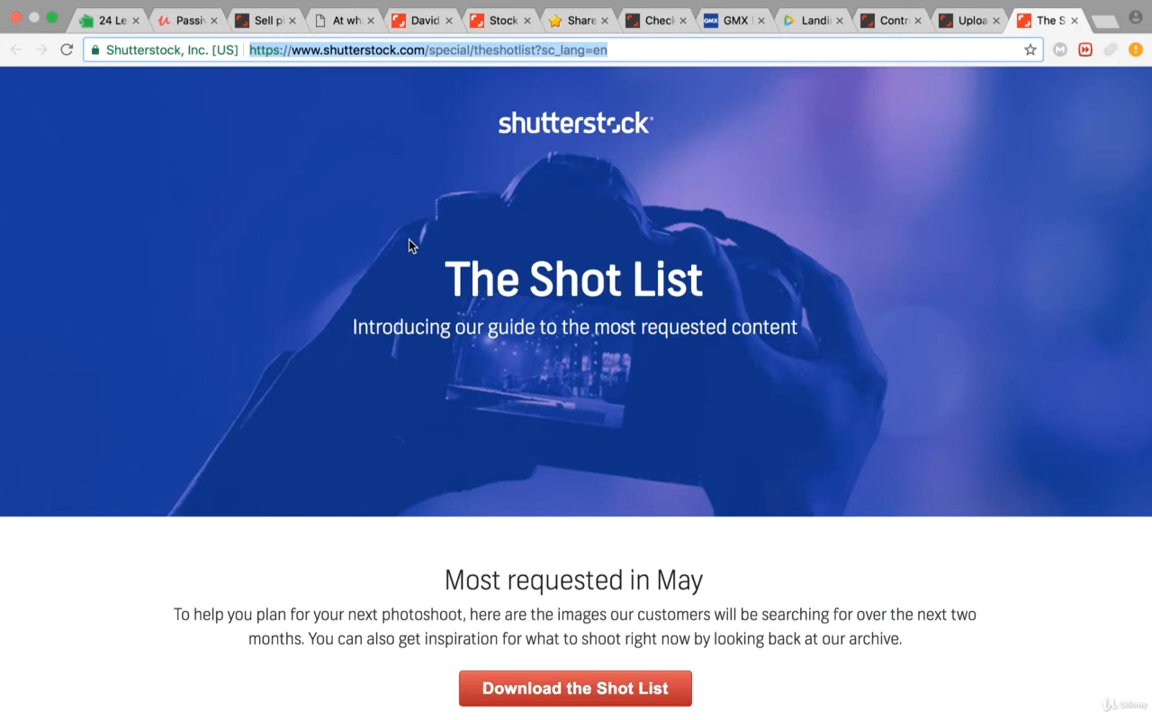 24 Le
Passiv
Sell p
At wh
David
Stock
Share
Checl
GMX
Landi
Contr
Uploa
The S
Shutterstock, Inc. [US]
https://www.shutterstock.com/special/theshotlist?sc_lang=en
shutterstock
The Shot List
Introducing our guide to the most requested content
Most requested in May
To help you plan for your next photoshoot, here are the images our customers will be searching for over the next two
months. You can also get inspiration for what to shoot right now by looking back at our archive.
Download the Shot List
Udemy